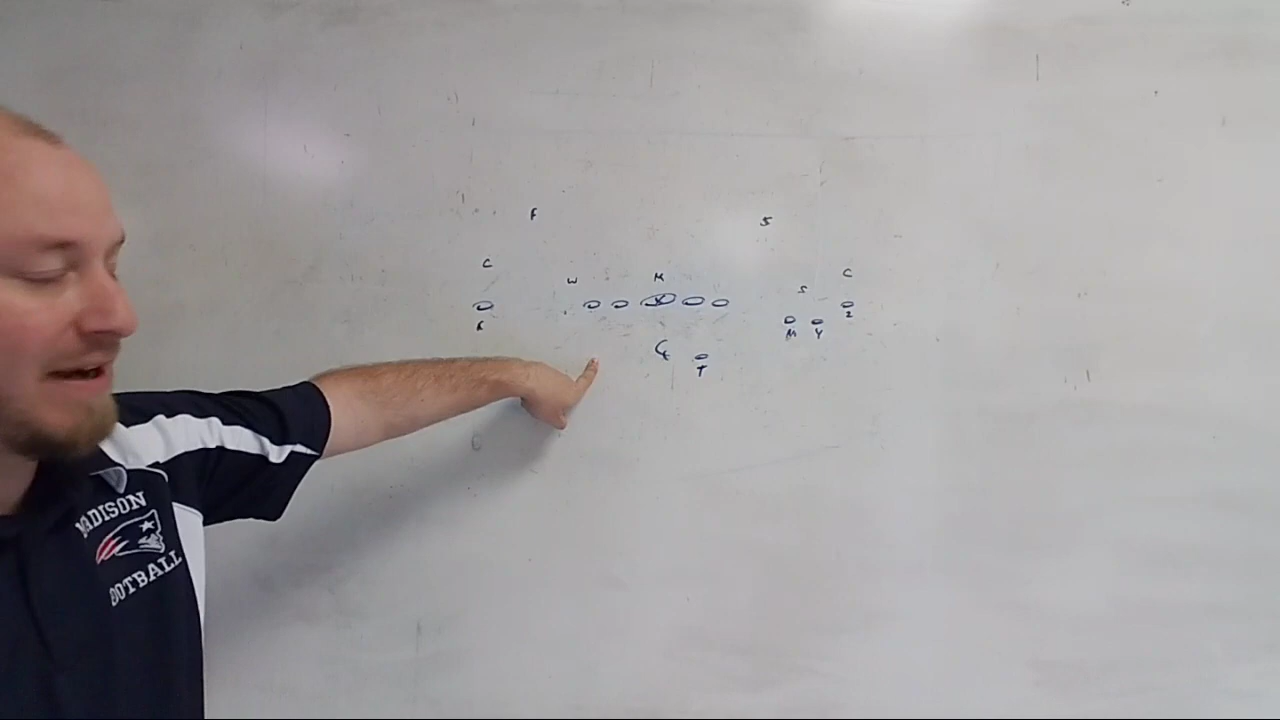 F S
C W M S C
X
X M Y Z
T
MADISON
FOOTBALL